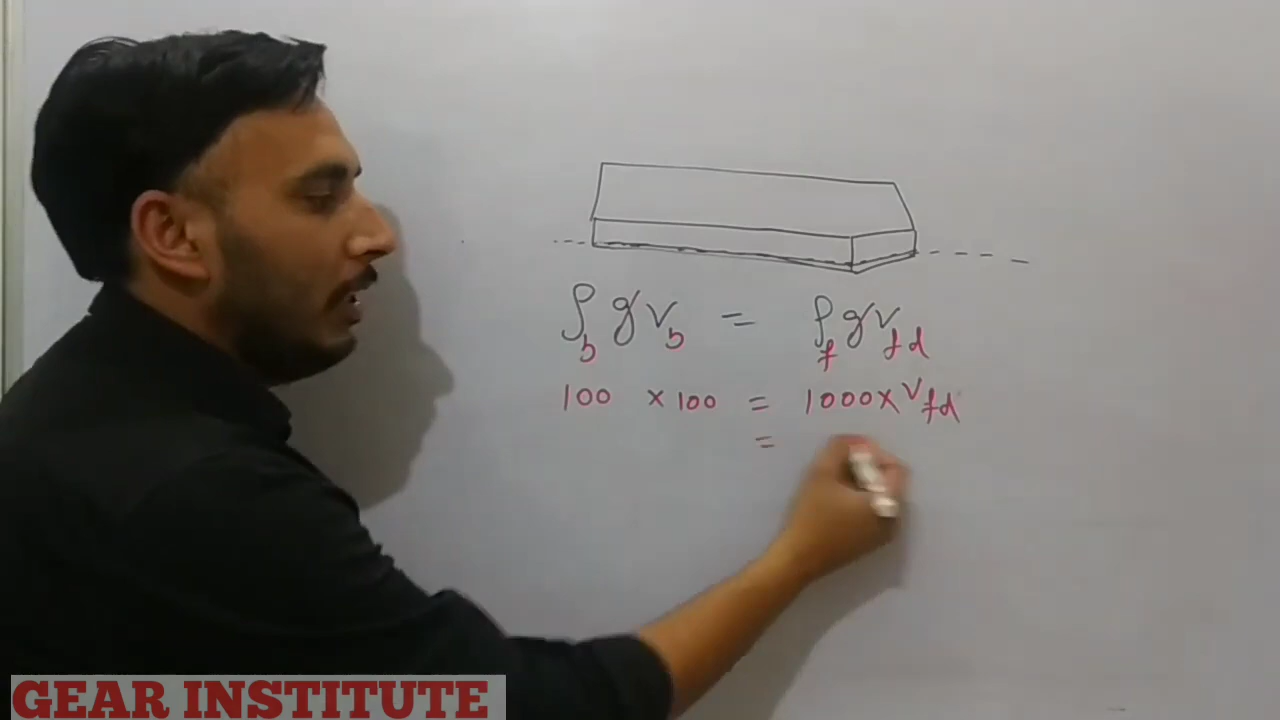 ρ_b g v_b = ρ_f g v_fd
100 × 100 = 1000 × v_fd
=
GEAR INSTITUTE